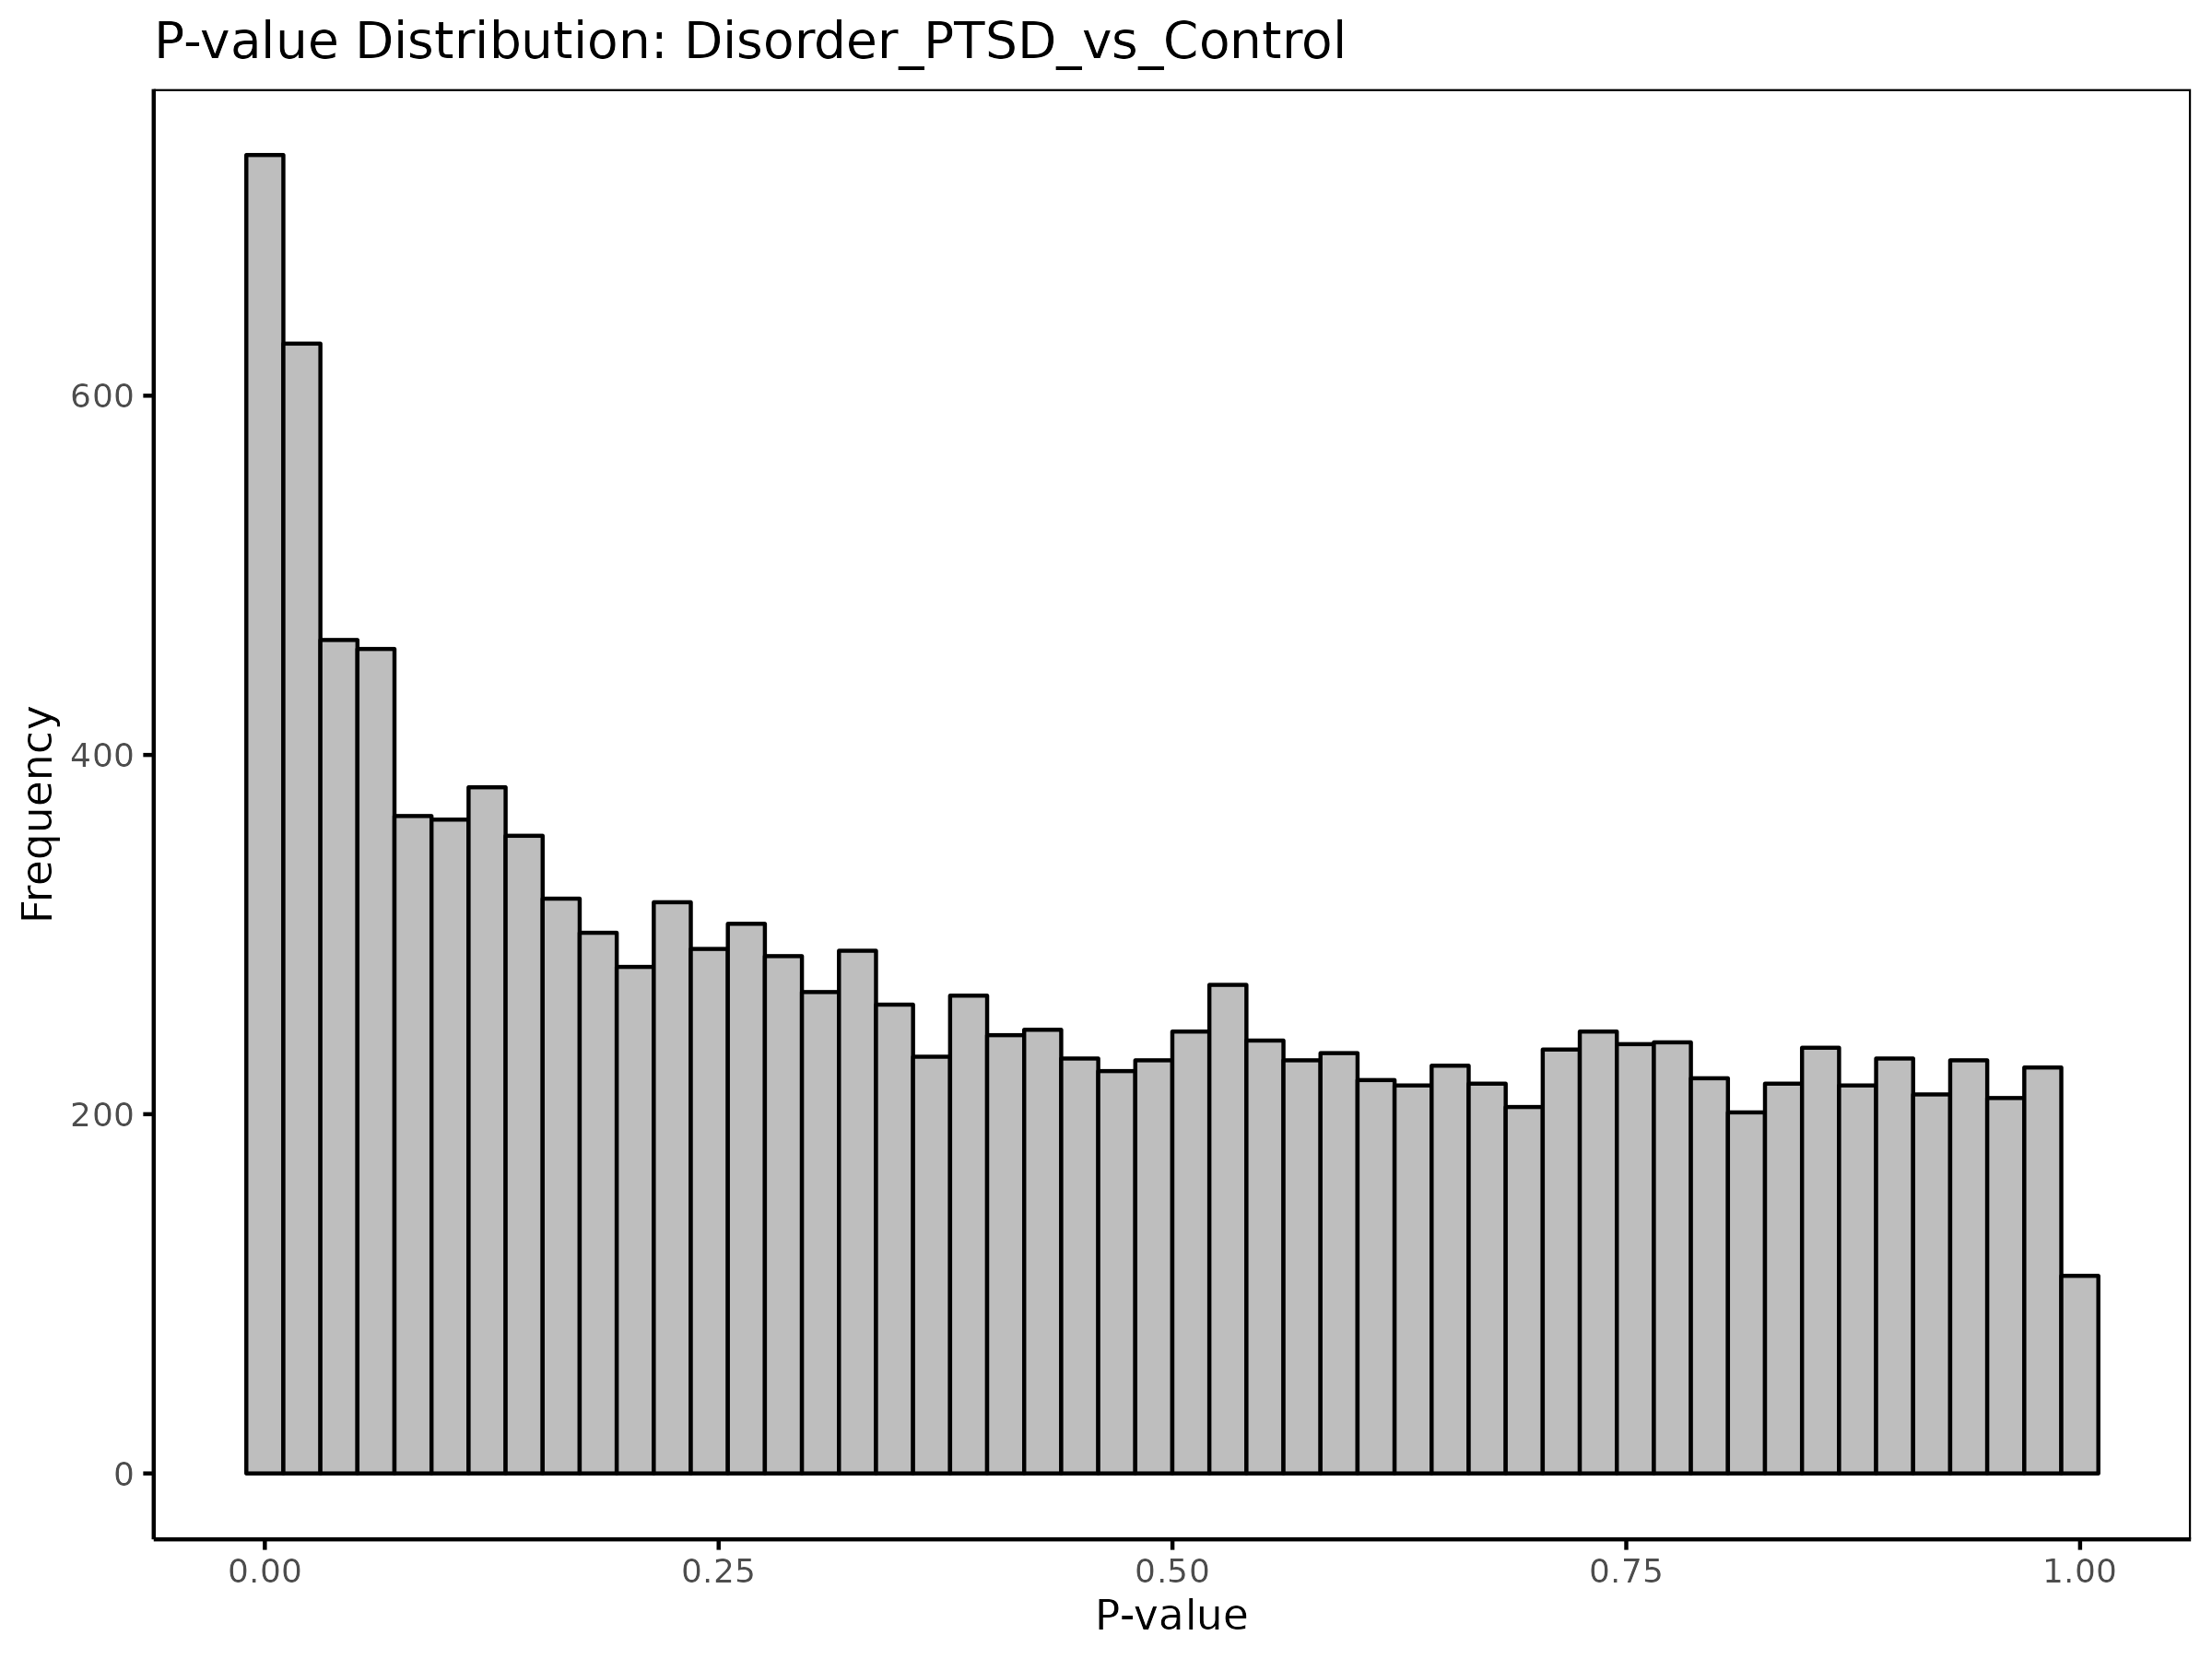 P-value Distribution: Disorder_PTSD_vs_Control
Frequency
600
400
200
0
0.00 0.25 0.50 0.75 1.00
P-value